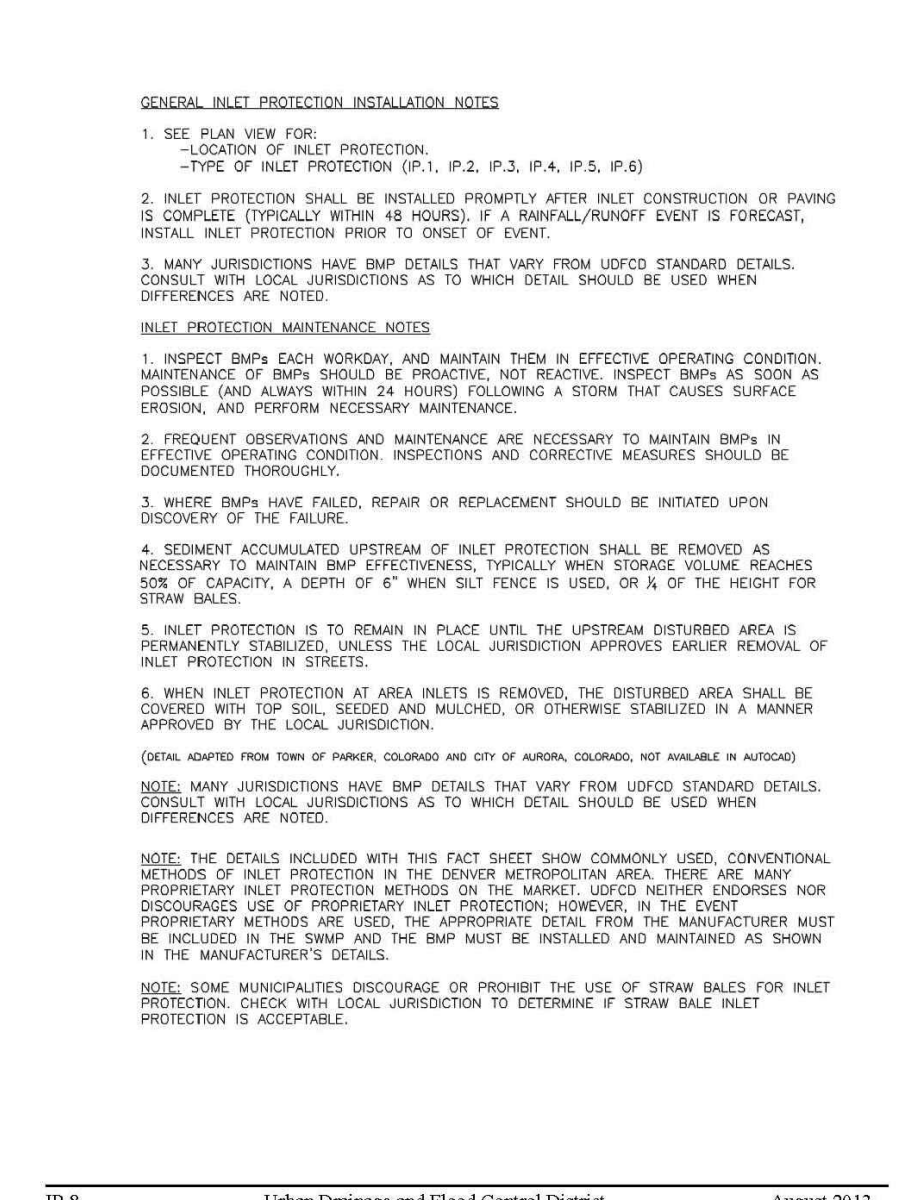 GENERAL INLET PROTECTION INSTALLATION NOTES
1. SEE PLAN VIEW FOR:
-LOCATION OF INLET PROTECTION.
-TYPE OF INLET PROTECTION (IP.1, IP.2, IP.3, IP.4, IP.5, IP.6)
2. INLET PROTECTION SHALL BE INSTALLED PROMPTLY AFTER INLET CONSTRUCTION OR PAVING
IS COMPLETE (TYPICALLY WITHIN 48 HOURS). IF A RAINFALL/RUNOFF EVENT IS FORECAST,
INSTALL INLET PROTECTION PRIOR TO ONSET OF EVENT.
3. MANY JURISDICTIONS HAVE BMP DETAILS THAT VARY FROM UDFCD STANDARD DETAILS.
CONSULT WITH LOCAL JURISDICTIONS AS TO WHICH DETAIL SHOULD BE USED WHEN
DIFFERENCES ARE NOTED.
INLET PROTECTION MAINTENANCE NOTES
1. INSPECT BMPs EACH WORKDAY, AND MAINTAIN THEM IN EFFECTIVE OPERATING CONDITION.
MAINTENANCE OF BMPs SHOULD BE PROACTIVE, NOT REACTIVE. INSPECT BMPs AS SOON AS
POSSIBLE (AND ALWAYS WITHIN 24 HOURS) FOLLOWING A STORM THAT CAUSES SURFACE
EROSION, AND PERFORM NECESSARY MAINTENANCE.
2. FREQUENT OBSERVATIONS AND MAINTENANCE ARE NECESSARY TO MAINTAIN BMPs IN
EFFECTIVE OPERATING CONDITION. INSPECTIONS AND CORRECTIVE MEASURES SHOULD BE
DOCUMENTED THOROUGHLY.
3. WHERE BMPs HAVE FAILED, REPAIR OR REPLACEMENT SHOULD BE INITIATED UPON
DISCOVERY OF THE FAILURE.
4. SEDIMENT ACCUMULATED UPSTREAM OF INLET PROTECTION SHALL BE REMOVED AS
NECESSARY TO MAINTAIN BMP EFFECTIVENESS, TYPICALLY WHEN STORAGE VOLUME REACHES
50% OF CAPACITY, A DEPTH OF 6" WHEN SILT FENCE IS USED, OR ¼ OF THE HEIGHT FOR
STRAW BALES.
5. INLET PROTECTION IS TO REMAIN IN PLACE UNTIL THE UPSTREAM DISTURBED AREA IS
PERMANENTLY STABILIZED, UNLESS THE LOCAL JURISDICTION APPROVES EARLIER REMOVAL OF
INLET PROTECTION IN STREETS.
6. WHEN INLET PROTECTION AT AREA INLETS IS REMOVED, THE DISTURBED AREA SHALL BE
COVERED WITH TOP SOIL, SEEDED AND MULCHED, OR OTHERWISE STABILIZED IN A MANNER
APPROVED BY THE LOCAL JURISDICTION.
(DETAIL ADAPTED FROM TOWN OF PARKER, COLORADO AND CITY OF AURORA, COLORADO, NOT AVAILABLE IN AUTOCAD)
NOTE: MANY JURISDICTIONS HAVE BMP DETAILS THAT VARY FROM UDFCD STANDARD DETAILS.
CONSULT WITH LOCAL JURISDICTIONS AS TO WHICH DETAIL SHOULD BE USED WHEN
DIFFERENCES ARE NOTED.
NOTE: THE DETAILS INCLUDED WITH THIS FACT SHEET SHOW COMMONLY USED, CONVENTIONAL
METHODS OF INLET PROTECTION IN THE DENVER METROPOLITAN AREA. THERE ARE MANY
PROPRIETARY INLET PROTECTION METHODS ON THE MARKET. UDFCD NEITHER ENDORSES NOR
DISCOURAGES USE OF PROPRIETARY INLET PROTECTION; HOWEVER, IN THE EVENT
PROPRIETARY METHODS ARE USED, THE APPROPRIATE DETAIL FROM THE MANUFACTURER MUST
BE INCLUDED IN THE SWMP AND THE BMP MUST BE INSTALLED AND MAINTAINED AS SHOWN
IN THE MANUFACTURER'S DETAILS.
NOTE: SOME MUNICIPALITIES DISCOURAGE OR PROHIBIT THE USE OF STRAW BALES FOR INLET
PROTECTION. CHECK WITH LOCAL JURISDICTION TO DETERMINE IF STRAW BALE INLET
PROTECTION IS ACCEPTABLE.
IP-8 Urban Drainage and Flood Control District August 2013